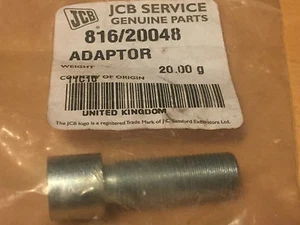 JCB JCB SERVICE
GENUINE PARTS
816/20048
ADAPTOR
WEIGHT 20.00 g
COUNTRY OF ORIGIN
UNITED KINGDOM
The JCB logo is a registered Trade Mark of J.C. Bamford Excavators Ltd.